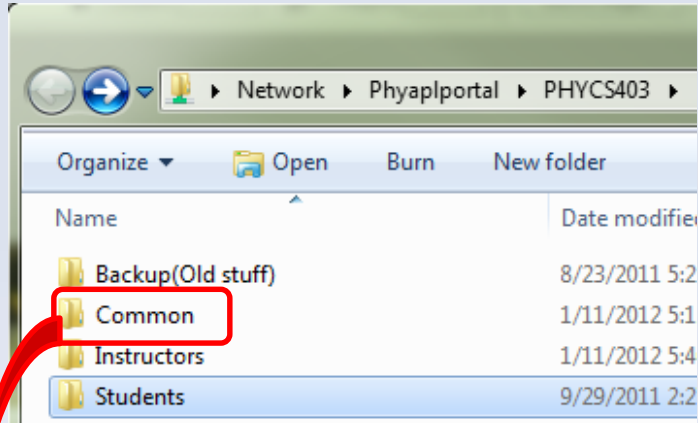 Network Phyaplportal PHYCS403
Organize Open Burn New folder
Name Date modified
Backup(Old stuff) 8/23/2011 5:2
Common 1/11/2012 5:1
Instructors 1/11/2012 5:4
Students 9/29/2011 2:2